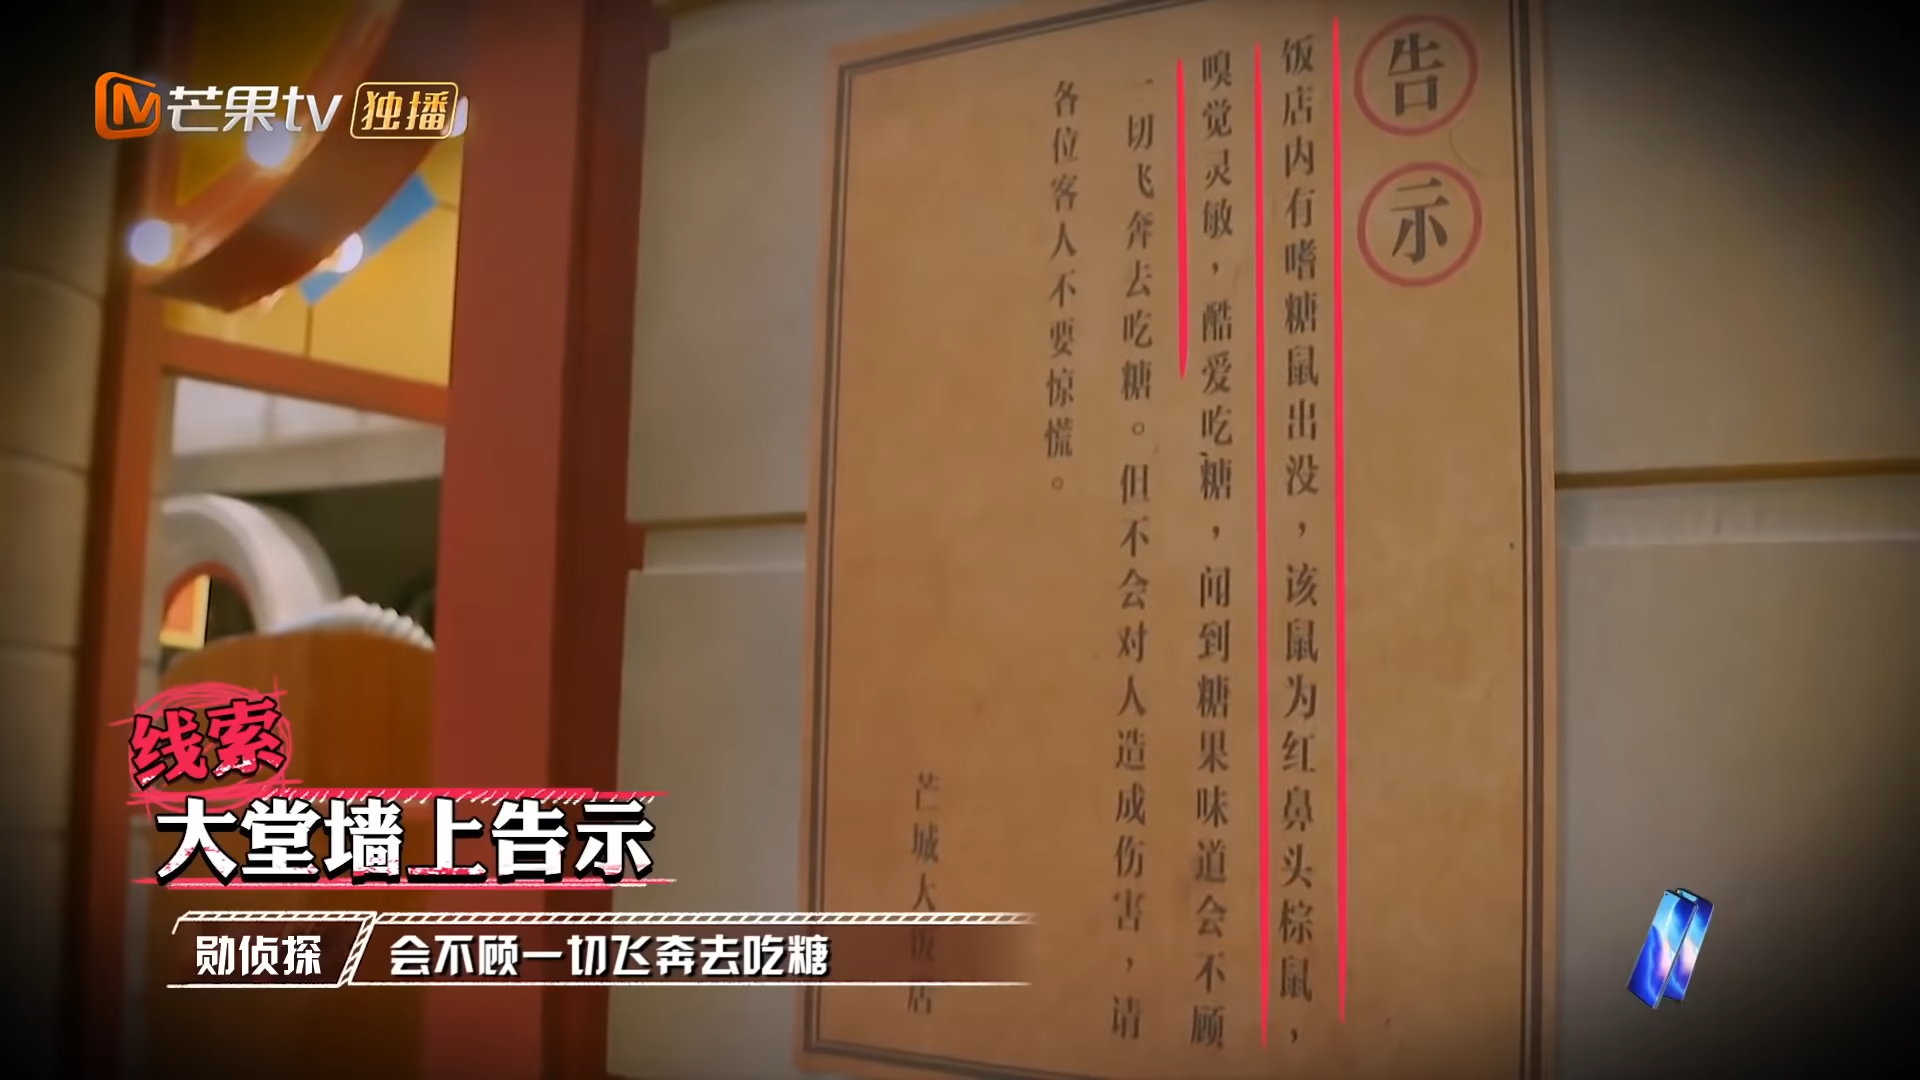 芒果tv 独播
告示
饭店内有嗜糖鼠出没，该鼠为红鼻头棕鼠，
嗅觉灵敏，酷爱吃糖，闻到糖果味道会不顾
一切飞奔去吃糖。但不会对人造成伤害，请
各位客人不要惊慌。
芒城大饭店
线索
大堂墙上告示
勋侦探 会不顾一切飞奔去吃糖